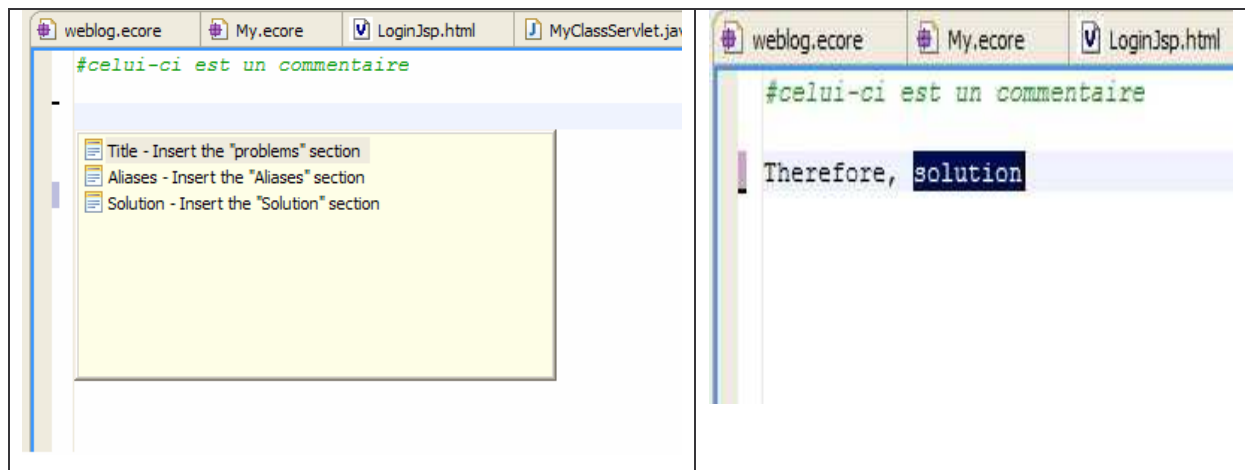 weblog.ecore My.ecore LoginJsp.html MyClassServlet.jav
#celui-ci est un commentaire
Title - Insert the "problems" section
Aliases - Insert the "Aliases" section
Solution - Insert the "Solution" section
weblog.ecore My.ecore LoginJsp.html
#celui-ci est un commentaire
Therefore, solution